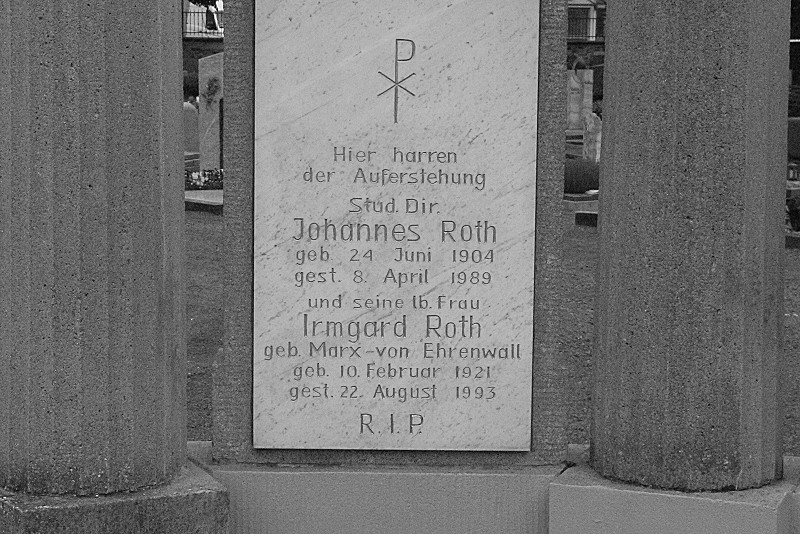 Hier harren
der Auferstehung
Stud. Dir.
Johannes Roth
geb. 24 Juni 1904
gest. 8. April 1989
und seine lb. Frau
Irmgard Roth
geb. Marx-von Ehrenwall
geb. 10. Februar 1921
gest. 22. August 1993
R. I. P.